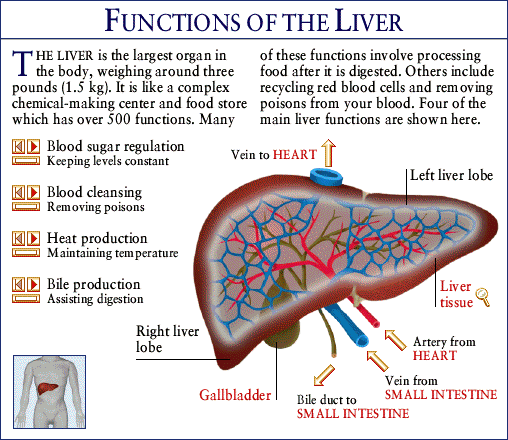 FUNCTIONS OF THE LIVER
THE LIVER is the largest organ in
the body, weighing around three
pounds (1.5 kg). It is like a complex
chemical-making center and food store
which has over 500 functions. Many
of these functions involve processing
food after it is digested. Others include
recycling red blood cells and removing
poisons from your blood. Four of the
main liver functions are shown here.
Blood sugar regulation
Keeping levels constant
Blood cleansing
Removing poisons
Heat production
Maintaining temperature
Bile production
Assisting digestion
Vein to HEART
Left liver lobe
Liver
tissue
Right liver
lobe
Gallbladder
Artery from
HEART
Vein from
SMALL INTESTINE
Bile duct to
SMALL INTESTINE